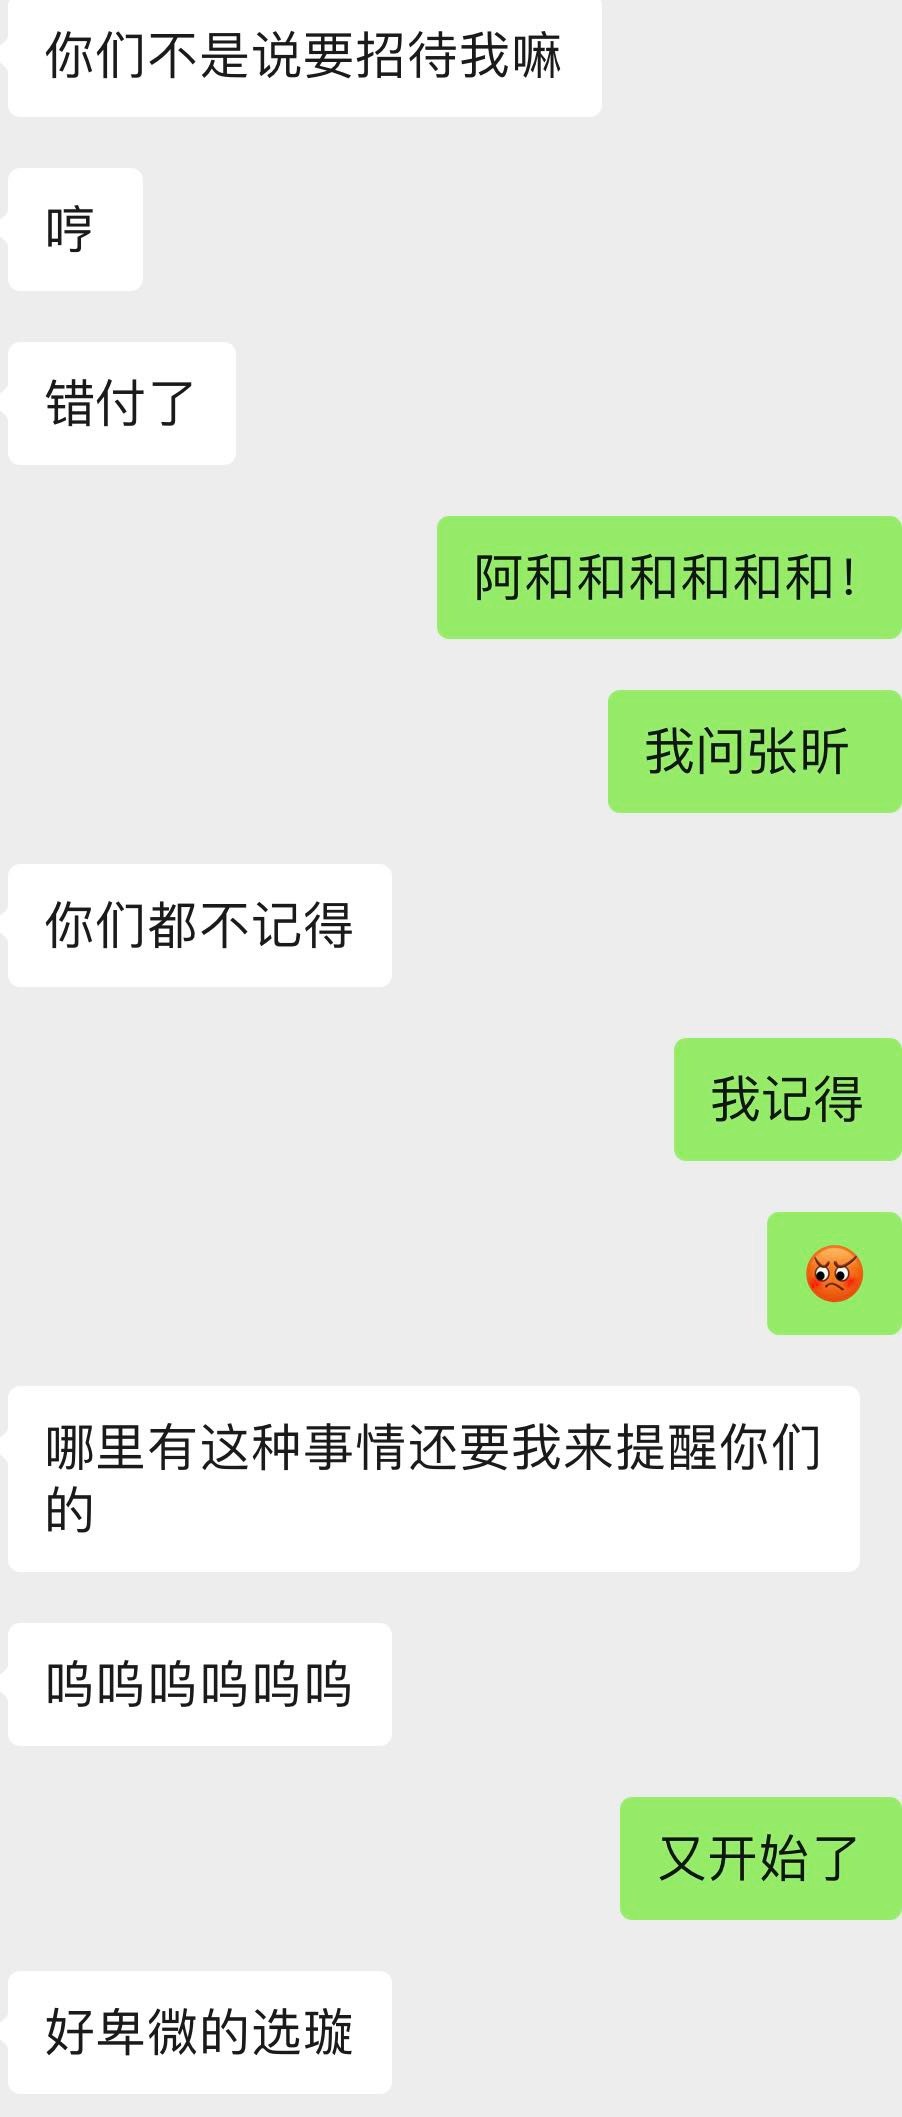 你们不是说要招待我嘛
哼
错付了
阿和和和和和和！
我问张昕
你们都不记得
我记得
哪里有这种事情还要我来提醒你们
的
呜呜呜呜呜呜
又开始了
好卑微的选璇